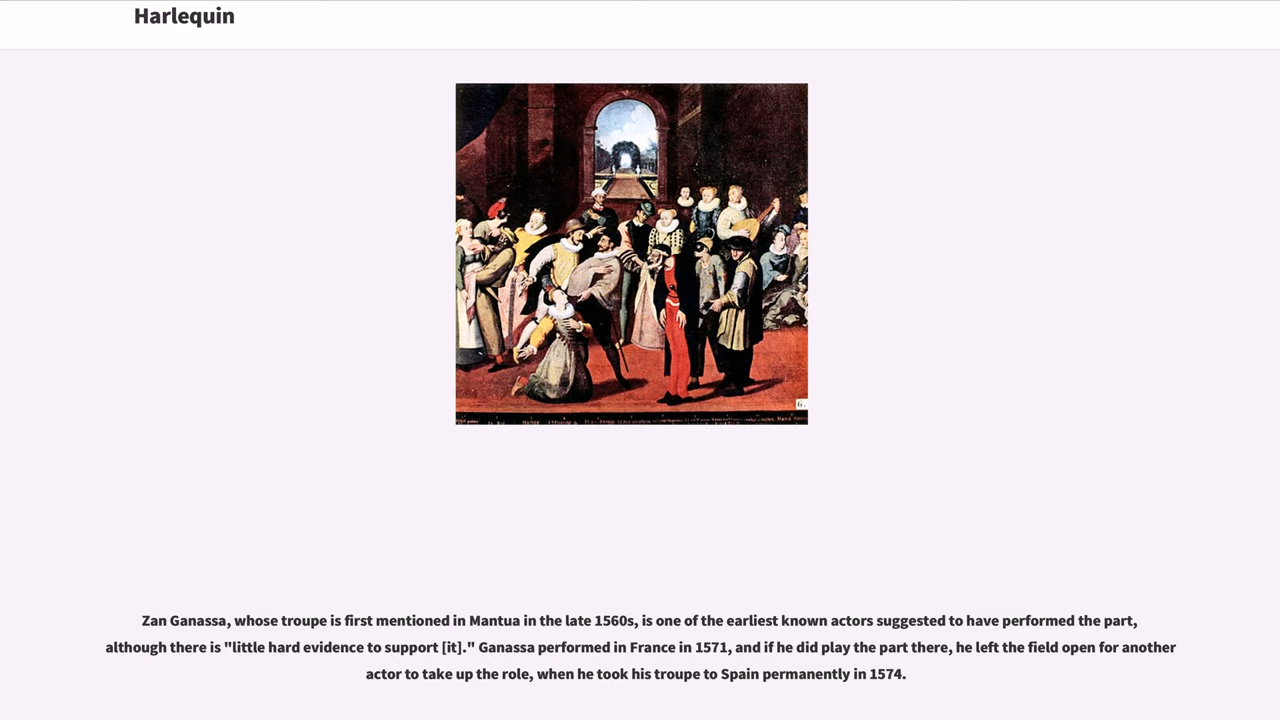 Harlequin
6.
Zan Ganassa, whose troupe is first mentioned in Mantua in the late 1560s, is one of the earliest known actors suggested to have performed the part,
although there is "little hard evidence to support [it]." Ganassa performed in France in 1571, and if he did play the part there, he left the field open for another
actor to take up the role, when he took his troupe to Spain permanently in 1574.